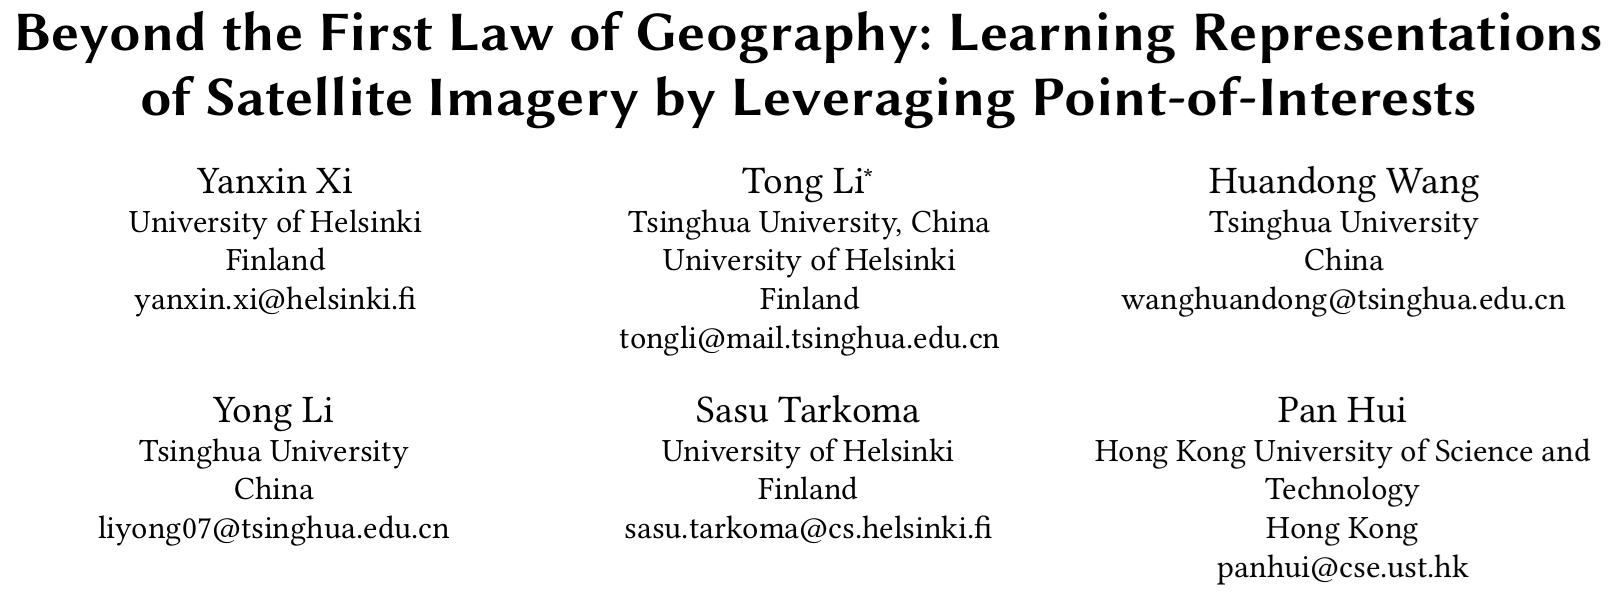 Beyond the First Law of Geography: Learning Representations
of Satellite Imagery by Leveraging Point-of-Interests
Yanxin Xi
University of Helsinki
Finland
yanxin.xi@helsinki.fi
Tong Li*
Tsinghua University, China
University of Helsinki
Finland
tongli@mail.tsinghua.edu.cn
Huandong Wang
Tsinghua University
China
wanghuandong@tsinghua.edu.cn
Yong Li
Tsinghua University
China
liyong07@tsinghua.edu.cn
Sasu Tarkoma
University of Helsinki
Finland
sasu.tarkoma@cs.helsinki.fi
Pan Hui
Hong Kong University of Science and
Technology
Hong Kong
panhui@cse.ust.hk